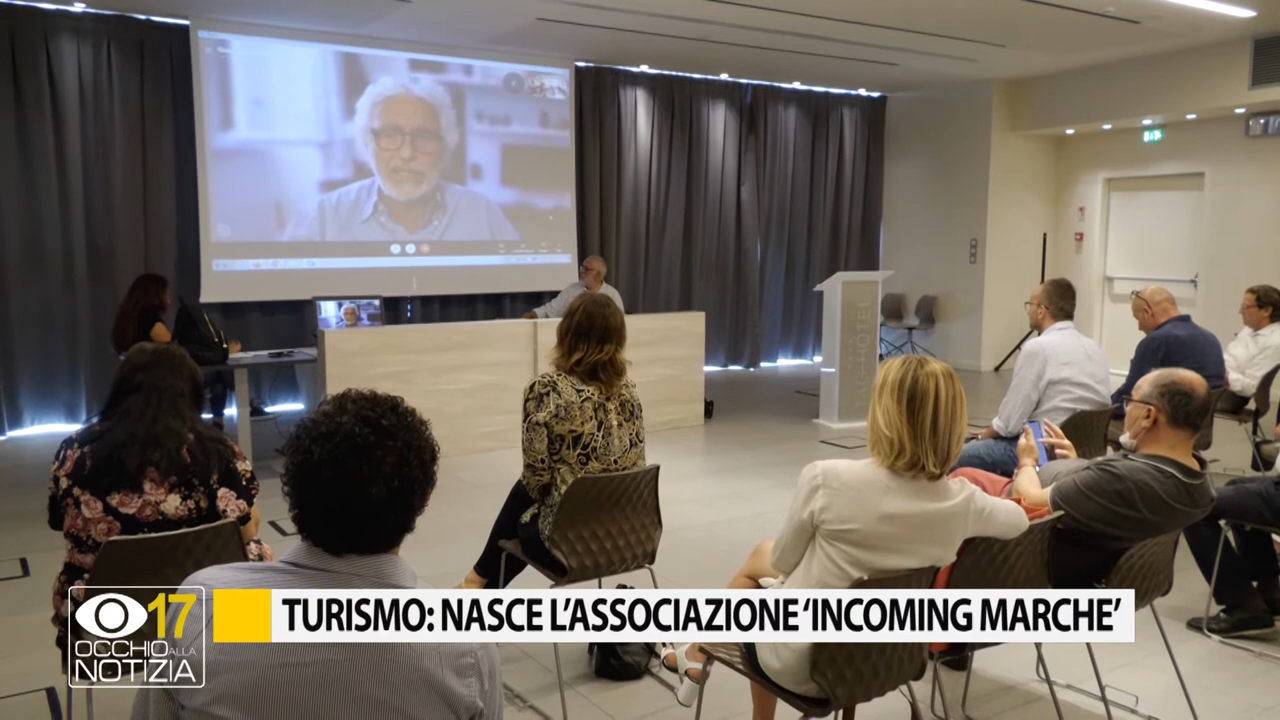 17
OCCHIO ALLA
NOTIZIA
TURISMO: NASCE L’ASSOCIAZIONE ‘INCOMING MARCHE’